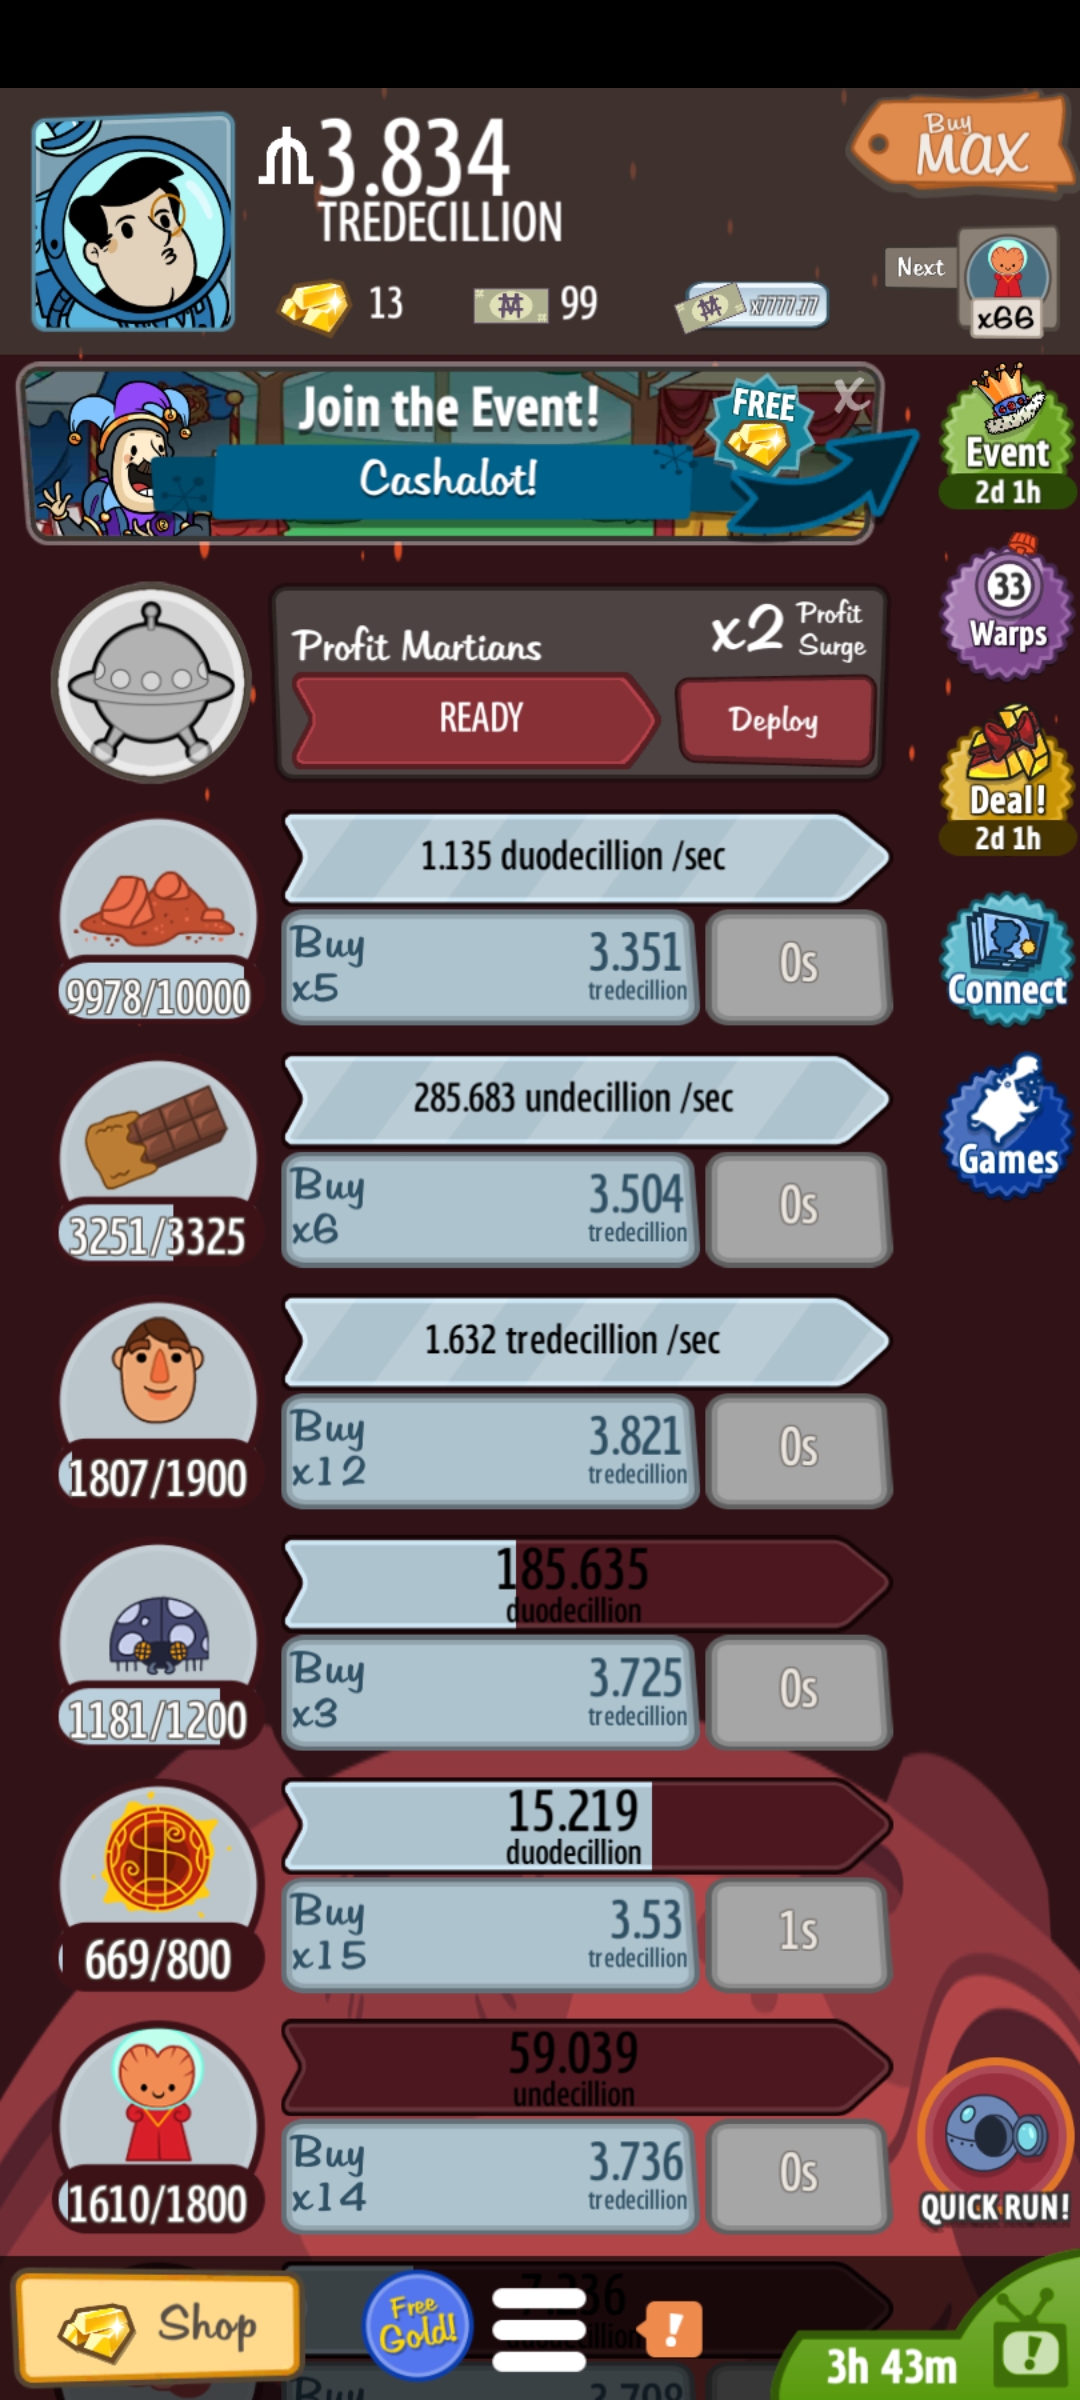 3.834
TREDECILLION
Buy
MAX
13
99
x7777.77
Next
x66
Join the Event!
Cashalot!
FREE
X
Event
2d 1h
33
Warps
Profit Martians
x2 Profit
Surge
READY
Deploy
Deal!
2d 1h
1.135 duodecillion /sec
Buy
x5
3.351
tredecillion
0s
9978/10000
Connect
285.683 undecillion /sec
Buy
x6
3.504
tredecillion
0s
3251/3325
Games
1.632 tredecillion /sec
Buy
x12
3.821
tredecillion
0s
1807/1900
185.635
duodecillion
Buy
x3
3.725
tredecillion
0s
1181/1200
15.219
duodecillion
Buy
x15
3.53
tredecillion
1s
669/800
59.039
undecillion
Buy
x14
3.736
tredecillion
0s
1610/1800
QUICK RUN!
Shop
Free
Gold!
!
3h 43m
!
Buy